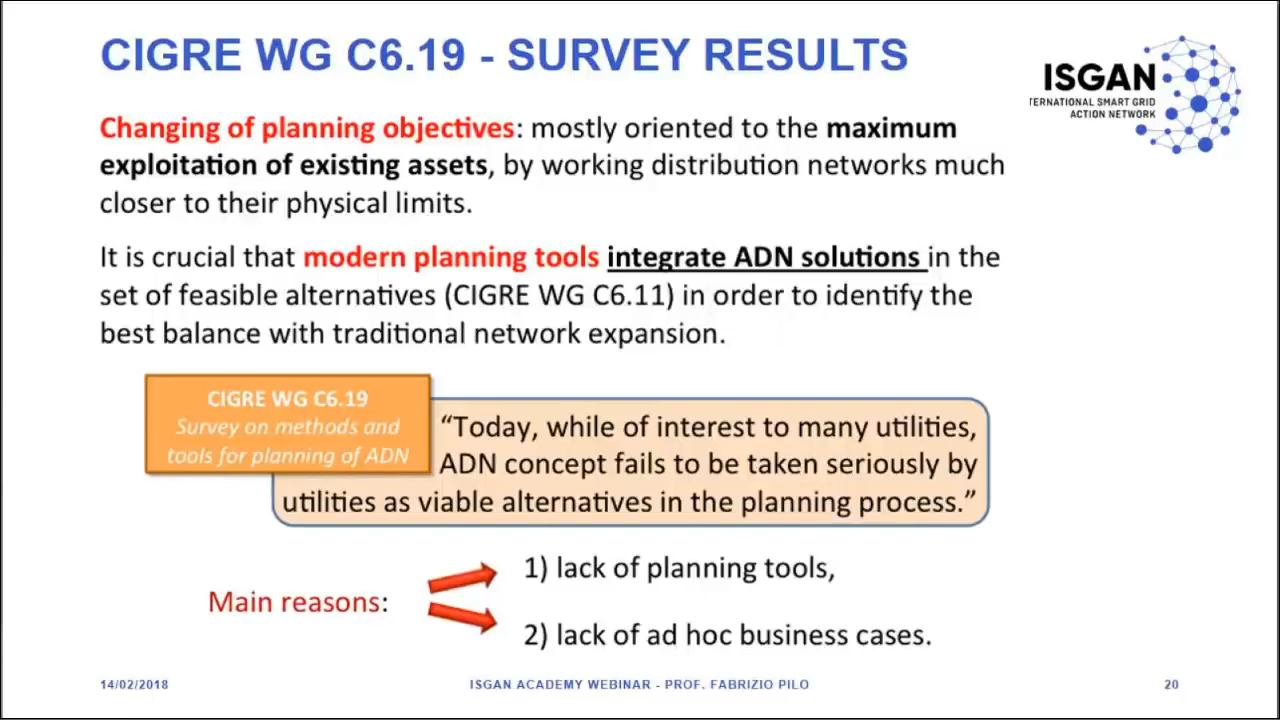 CIGRE WG C6.19 - SURVEY RESULTS
ISGAN
INTERNATIONAL SMART GRID
ACTION NETWORK
Changing of planning objectives: mostly oriented to the maximum
exploitation of existing assets, by working distribution networks much
closer to their physical limits.
It is crucial that modern planning tools integrate ADN solutions in the
set of feasible alternatives (CIGRE WG C6.11) in order to identify the
best balance with traditional network expansion.
CIGRE WG C6.19
Survey on methods and
tools for planning of ADN
“Today, while of interest to many utilities,
ADN concept fails to be taken seriously by
utilities as viable alternatives in the planning process.”
Main reasons:
1) lack of planning tools,
2) lack of ad hoc business cases.
14/02/2018
ISGAN ACADEMY WEBINAR - PROF. FABRIZIO PILO
20